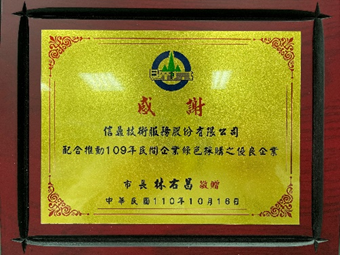 感謝
信鼎技術服務股份有限公司
配合推動109年民間企業綠色採購之優良企業
市長 林右昌 敬贈
中華民國110年10月18日